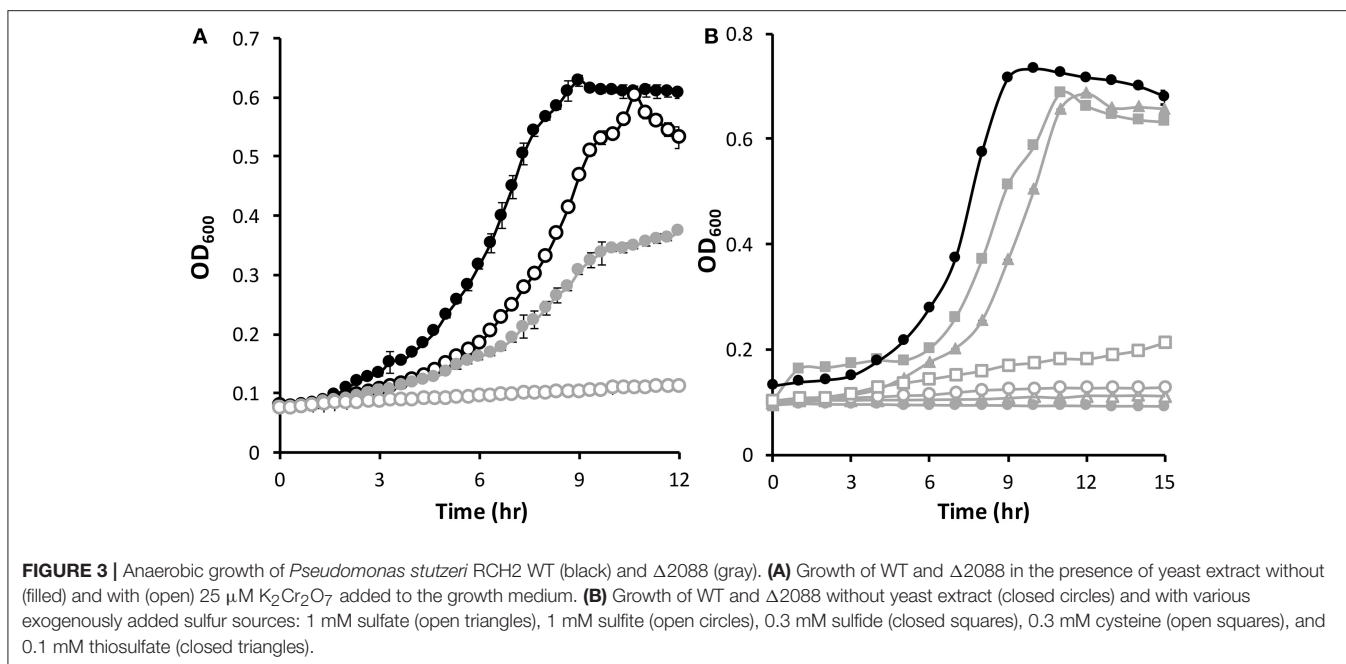 A
0.7
0.6
0.5
0.4
0.3
0.2
0.1
0
OD600
0 3 6 9 12
Time (hr)
B
0.8
0.6
0.4
0.2
0
OD600
0 3 6 9 12 15
Time (hr)
FIGURE 3 | Anaerobic growth of Pseudomonas stutzeri RCH2 WT (black) and Δ2088 (gray). (A) Growth of WT and Δ2088 in the presence of yeast extract without
(filled) and with (open) 25 μM K2Cr2O7 added to the growth medium. (B) Growth of WT and Δ2088 without yeast extract (closed circles) and with various
exogenously added sulfur sources: 1 mM sulfate (open triangles), 1 mM sulfite (open circles), 0.3 mM sulfide (closed squares), 0.3 mM cysteine (open squares), and
0.1 mM thiosulfate (closed triangles).